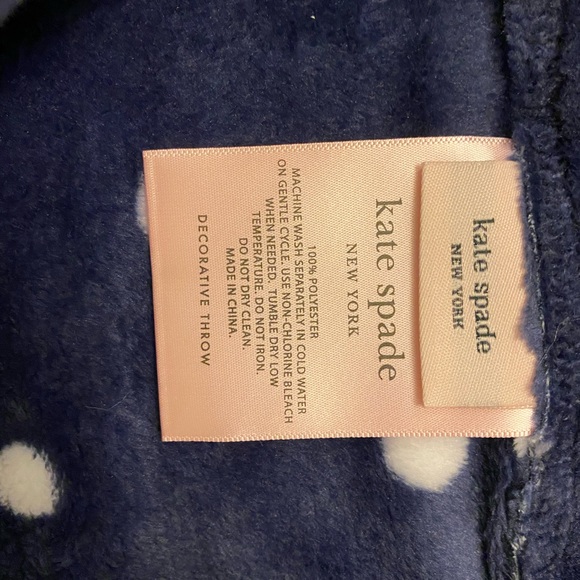 kate spade
NEW YORK
kate spade
NEW YORK
100% POLYESTER
MACHINE WASH SEPARATELY IN COLD WATER
ON GENTLE CYCLE. USE NON-CHLORINE BLEACH
WHEN NEEDED. TUMBLE DRY LOW
TEMPERATURE. DO NOT IRON.
DO NOT DRY CLEAN.
MADE IN CHINA.
DECORATIVE THROW